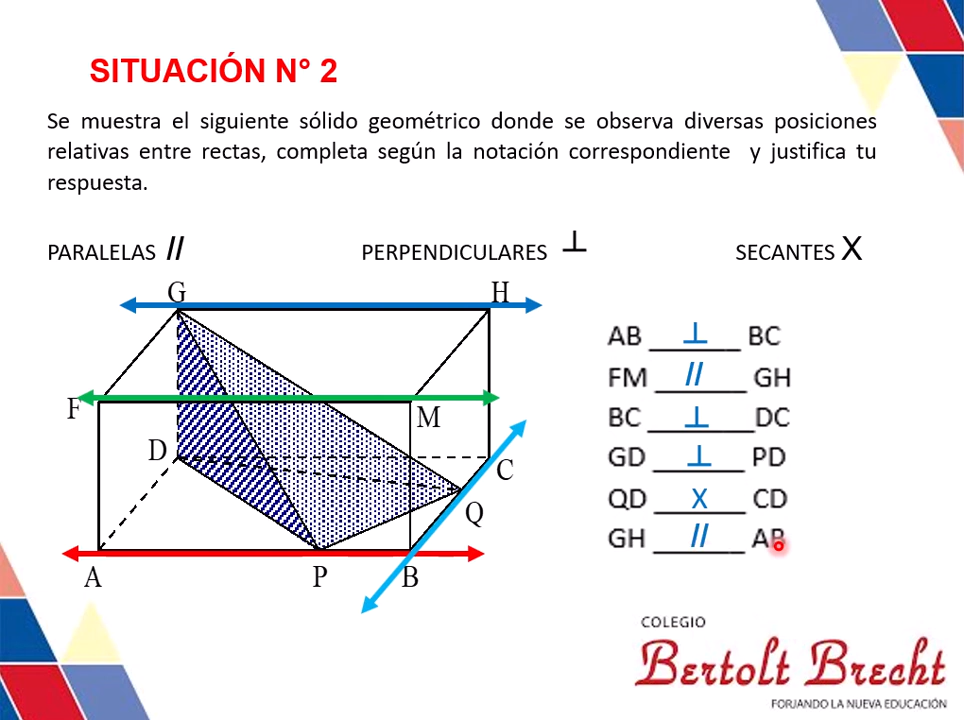 SITUACIÓN N° 2
Se muestra el siguiente sólido geométrico donde se observa diversas posiciones
relativas entre rectas, completa según la notación correspondiente y justifica tu
respuesta.
PARALELAS // PERPENDICULARES ⊥ SECANTES X
G H
F M
D C
Q
A P B
AB ⊥ BC
FM // GH
BC ⊥ DC
GD ⊥ PD
QD X CD
GH // AB
COLEGIO
Bertolt Brecht
FORJANDO LA NUEVA EDUCACIÓN